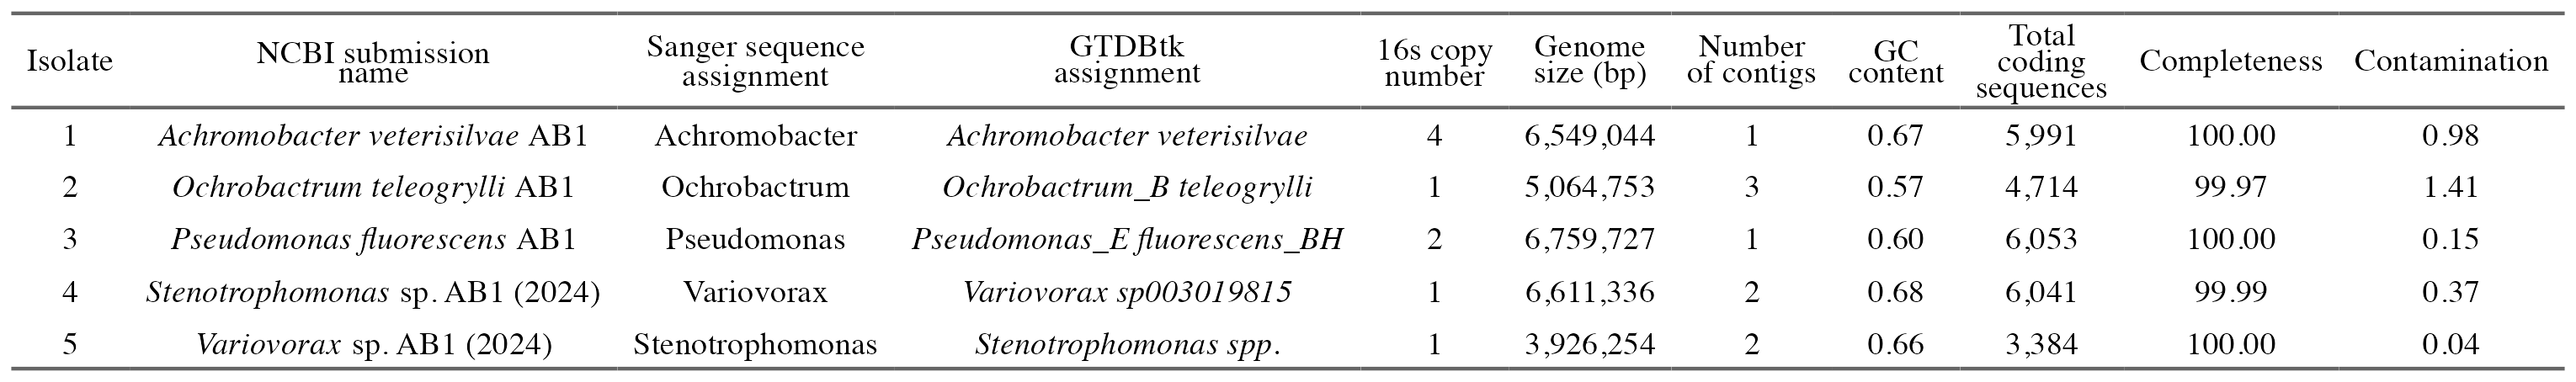 Isolate NCBI submission name Sanger sequence assignment GTDBtk assignment 16s copy number Genome size (bp) Number of contigs GC content Total coding sequences Completeness Contamination
1 Achromobacter veterisilvae AB1 Achromobacter Achromobacter veterisilvae 4 6,549,044 1 0.67 5,991 100.00 0.98
2 Ochrobactrum teleogrylli AB1 Ochrobactrum Ochrobactrum_B teleogrylli 1 5,064,753 3 0.57 4,714 99.97 1.41
3 Pseudomonas fluorescens AB1 Pseudomonas Pseudomonas_E fluorescens_BH 2 6,759,727 1 0.60 6,053 100.00 0.15
4 Stenotrophomonas sp. AB1 (2024) Variovorax Variovorax sp003019815 1 6,611,336 2 0.68 6,041 99.99 0.37
5 Variovorax sp. AB1 (2024) Stenotrophomonas Stenotrophomonas spp. 1 3,926,254 2 0.66 3,384 100.00 0.04